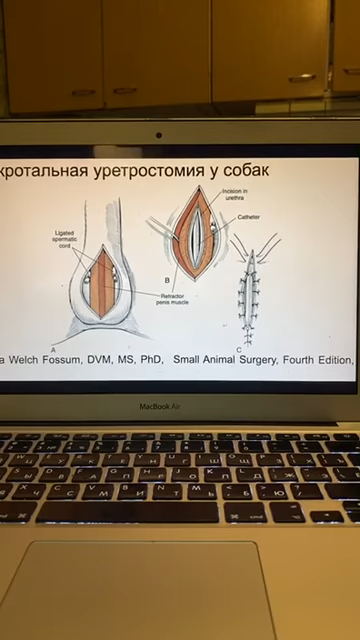 кротальная уретростомия у собак
Incision in
urethra
Catheter
Ligated
spermatic
cord
B
Retractor
penis muscle
A
C
a Welch Fossum, DVM, MS, PhD, Small Animal Surgery, Fourth Edition,
MacBook Air